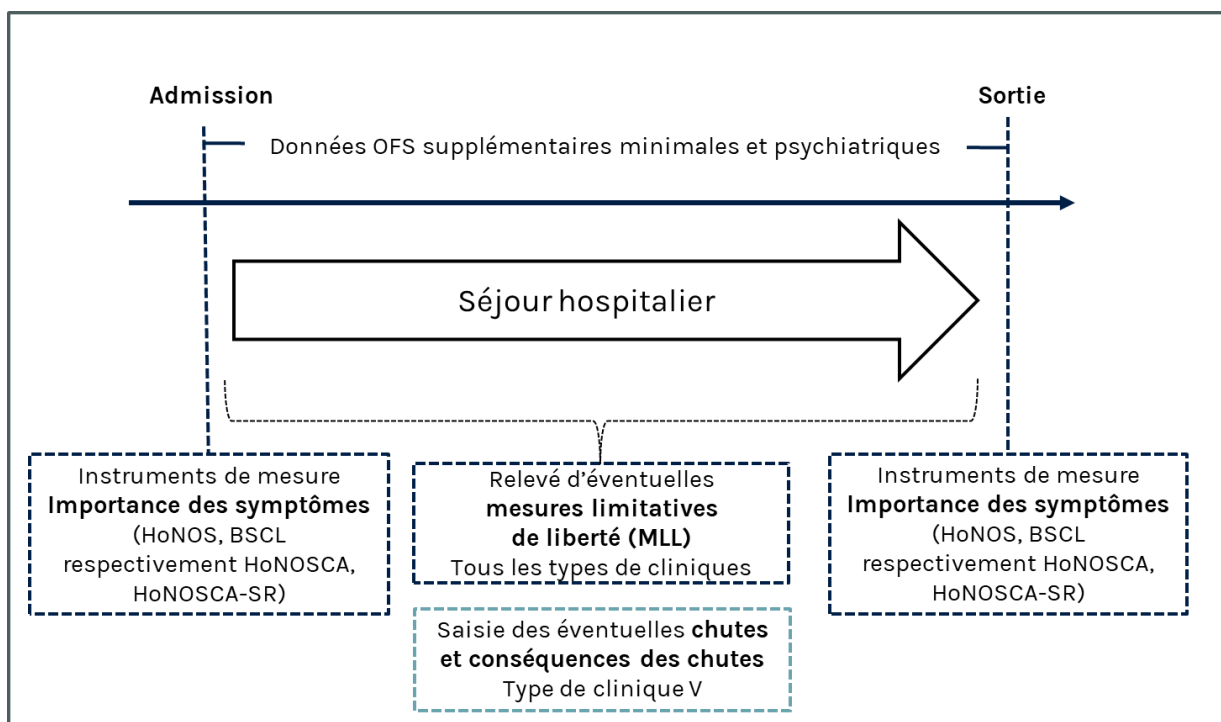 Admission
Sortie
Données OFS supplémentaires minimales et psychiatriques
Séjour hospitalier
Instruments de mesure
Importance des symptômes
(HoNOS, BSCL
respectivement HoNOSCA,
HoNOSCA-SR)
Relevé d'éventuelles
mesures limitatives
de liberté (MLL)
Tous les types de cliniques
Instruments de mesure
Importance des symptômes
(HoNOS, BSCL
respectivement HoNOSCA,
HoNOSCA-SR)
Saisie des éventuelles chutes
et conséquences des chutes
Type de clinique V